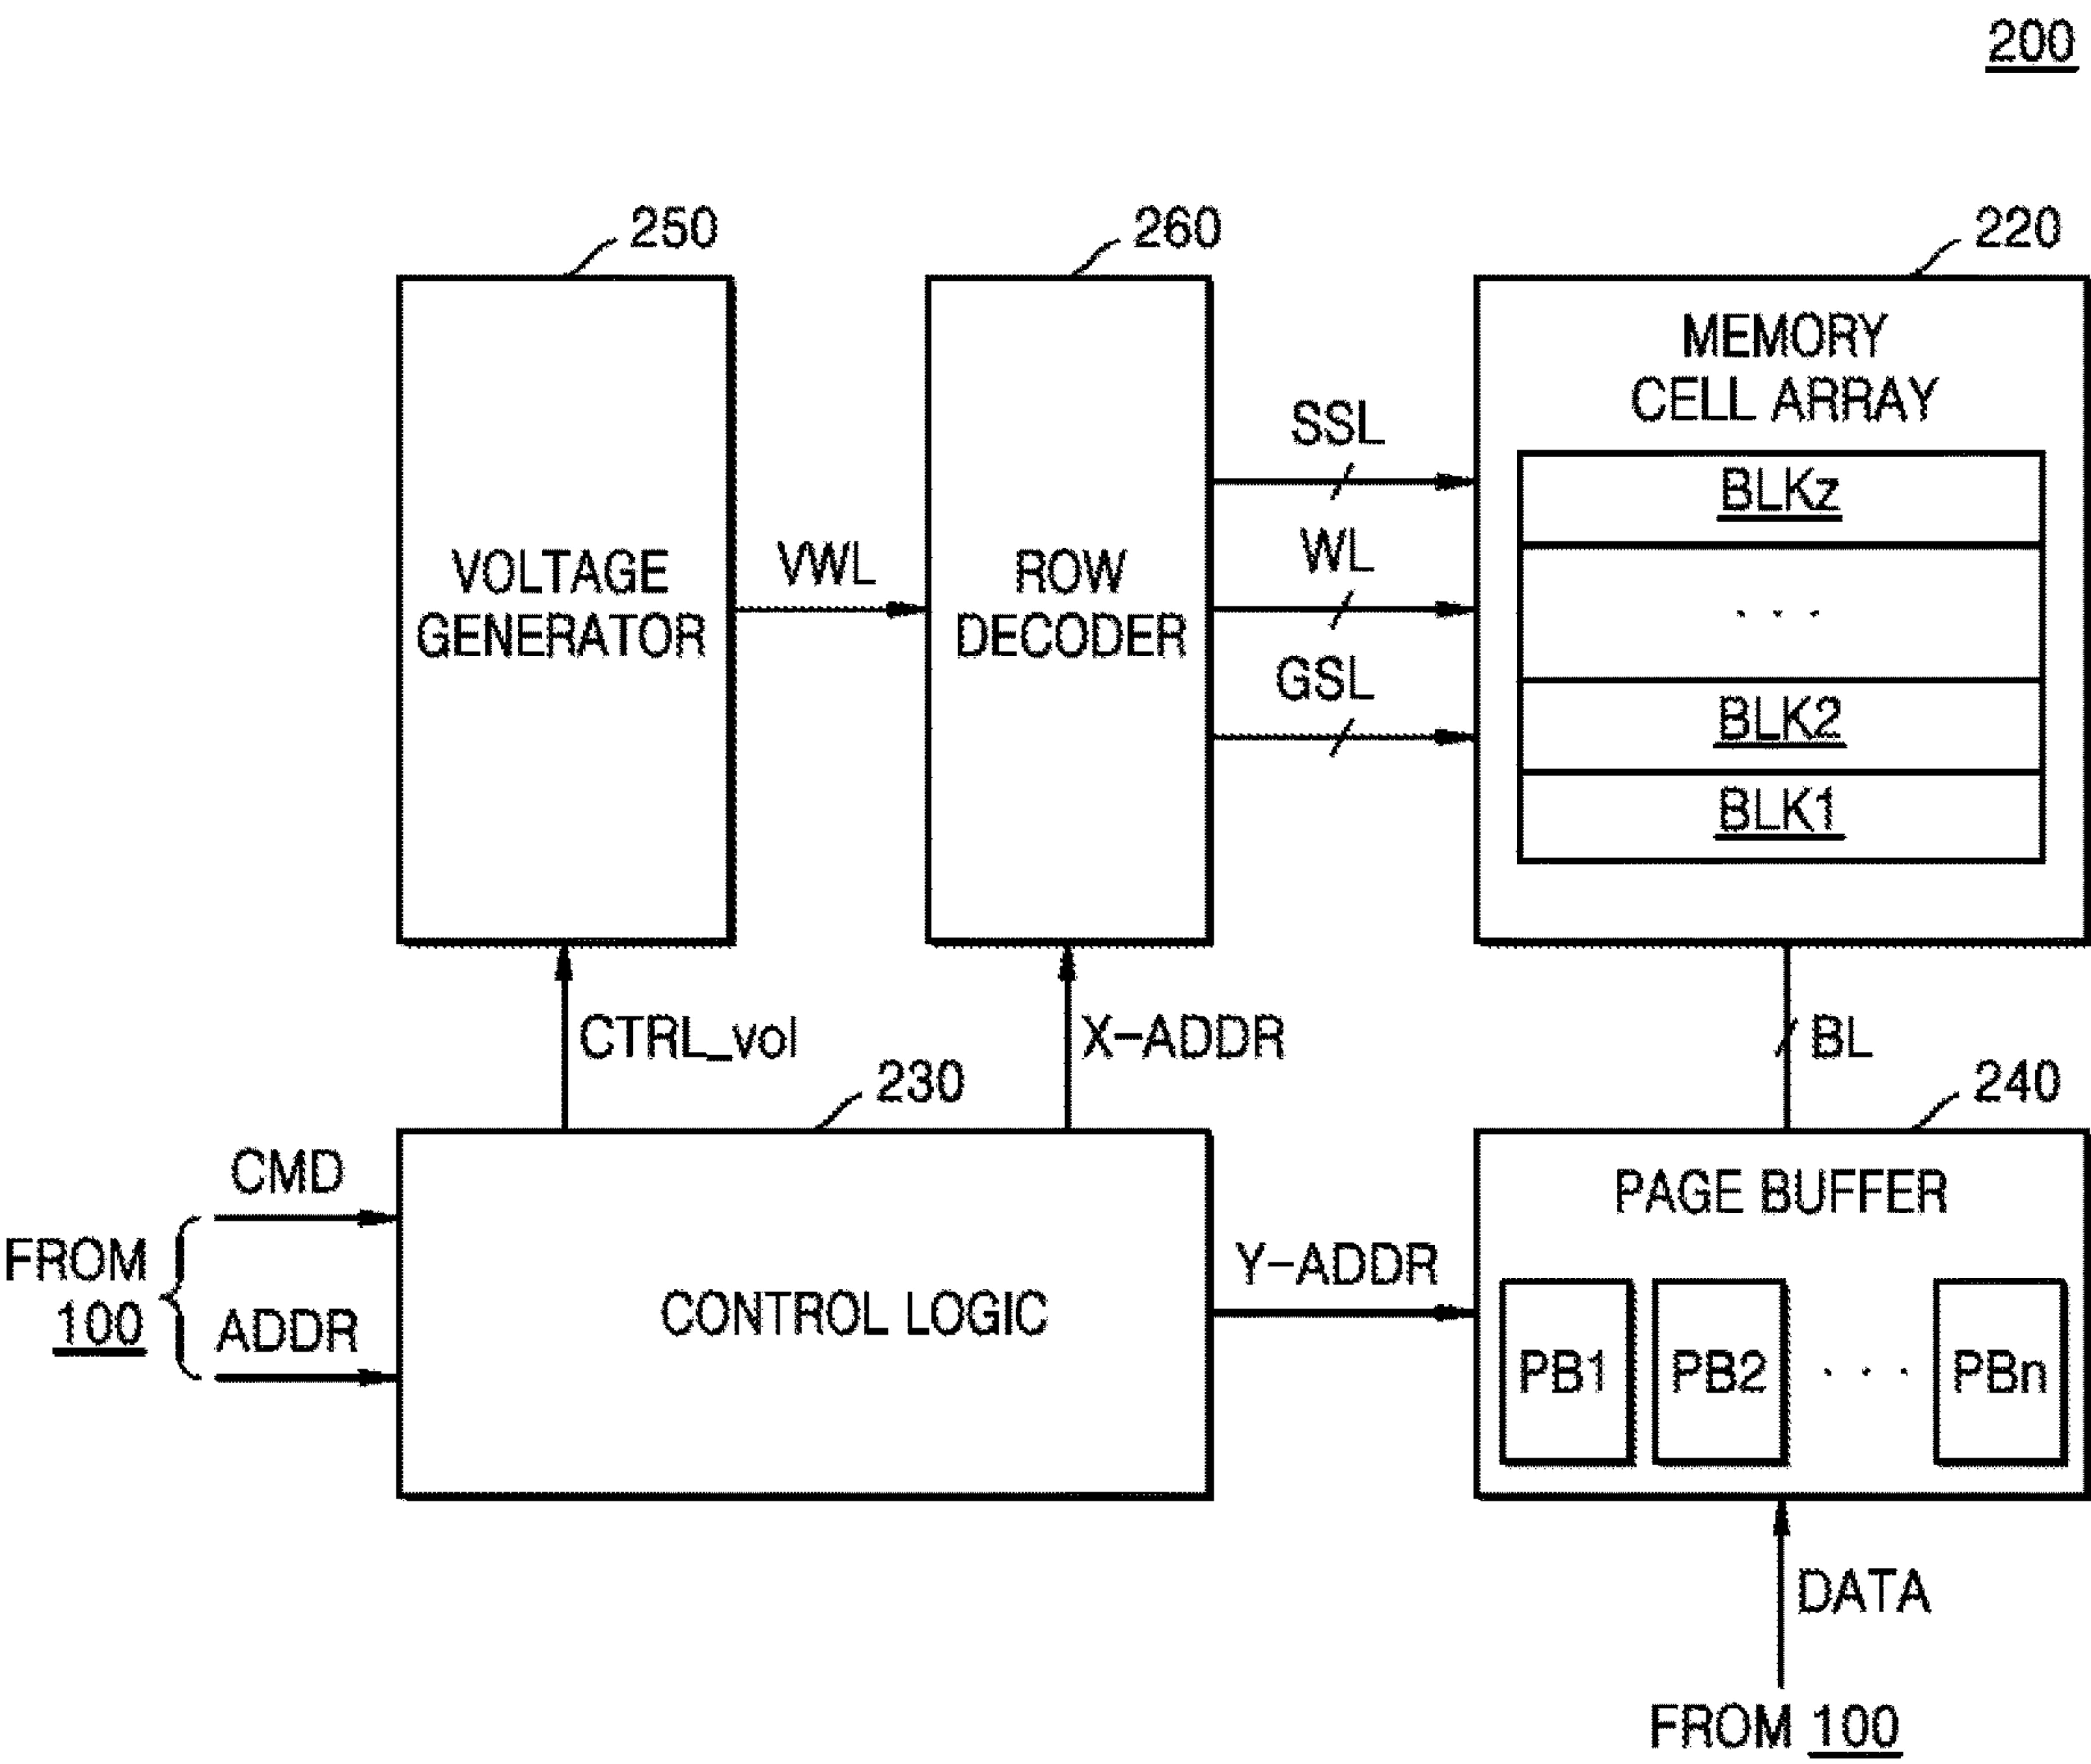 200
250
260
220
VOLTAGE
GENERATOR
VWL
ROW
DECODER
SSL
WL
GSL
MEMORY
CELL ARRAY
BLKz
. . .
BLK2
BLK1
CTRL_vol
X-ADDR
BL
230
240
CMD
FROM
100
ADDR
CONTROL LOGIC
Y-ADDR
PAGE BUFFER
PB1 PB2 . . . PBn
DATA
FROM 100